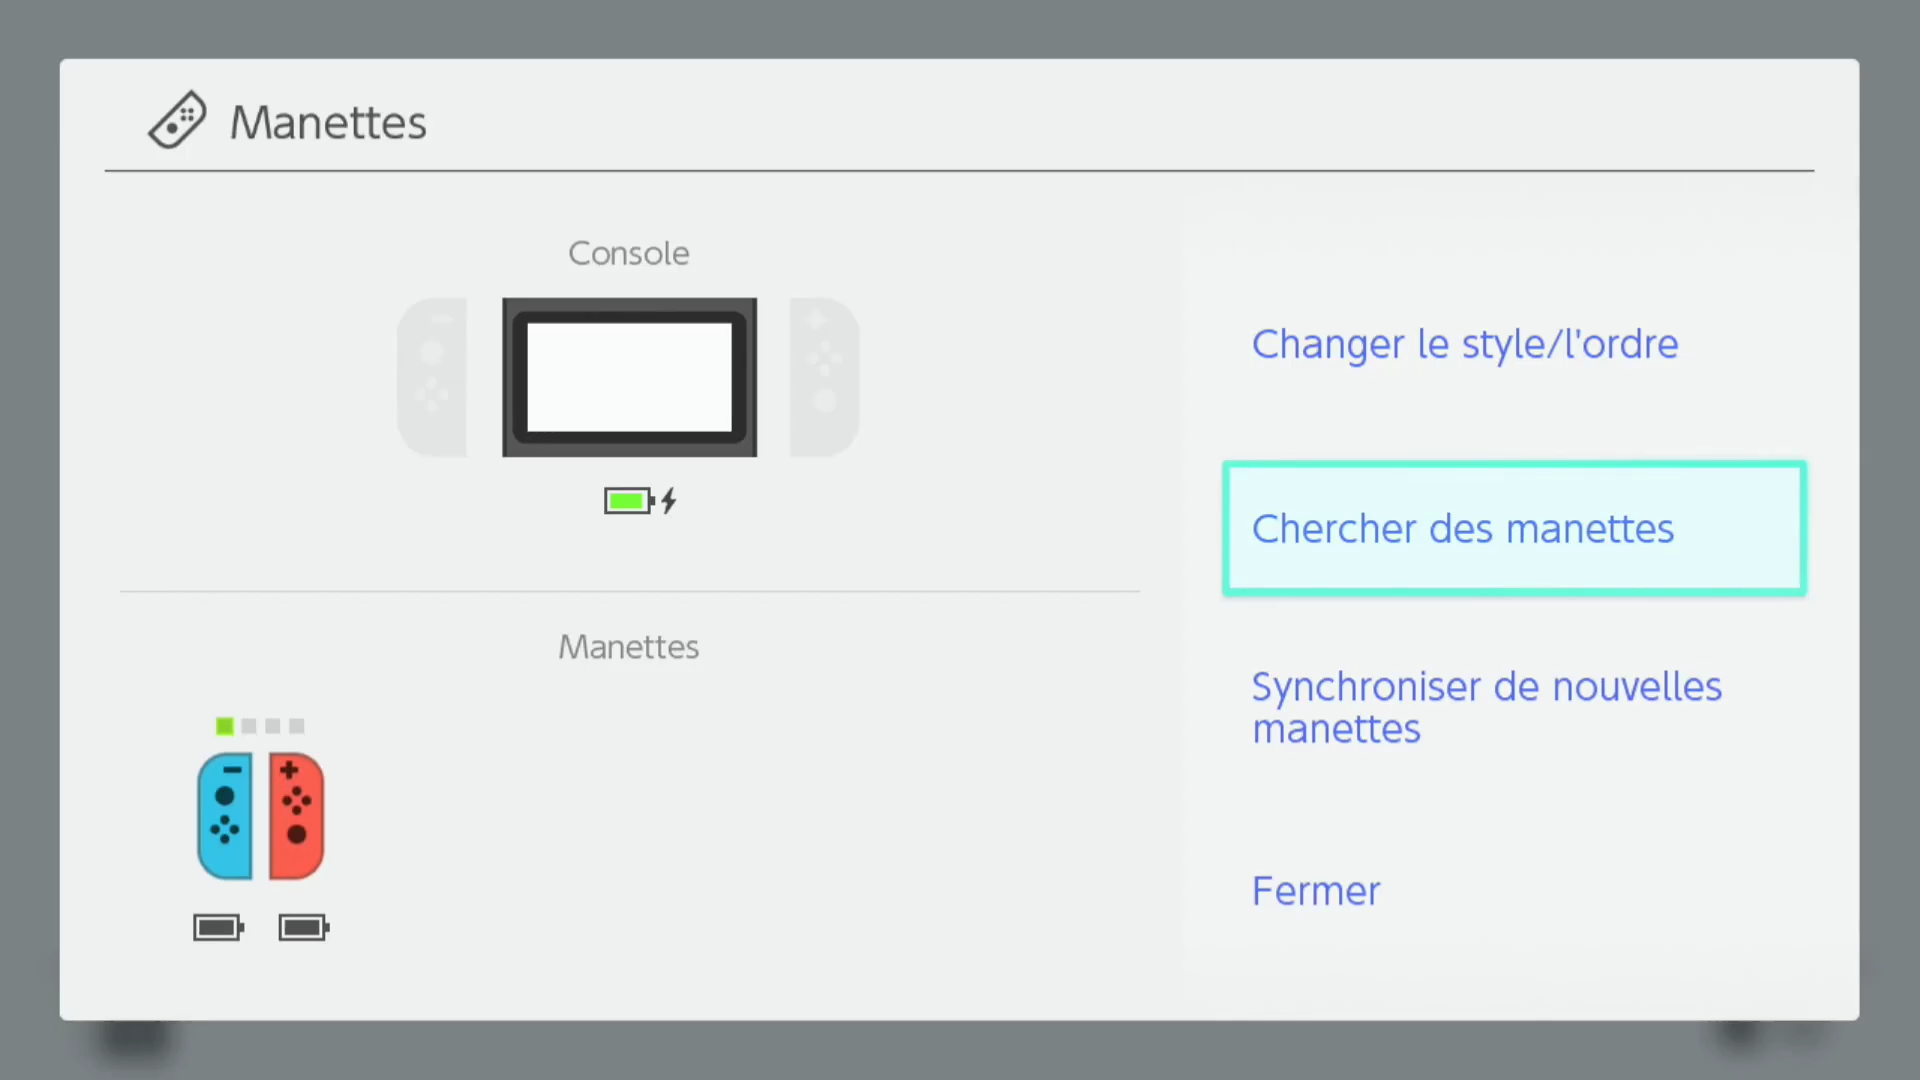 Manettes
Console
Manettes
Changer le style/l'ordre
Chercher des manettes
Synchroniser de nouvelles
manettes
Fermer